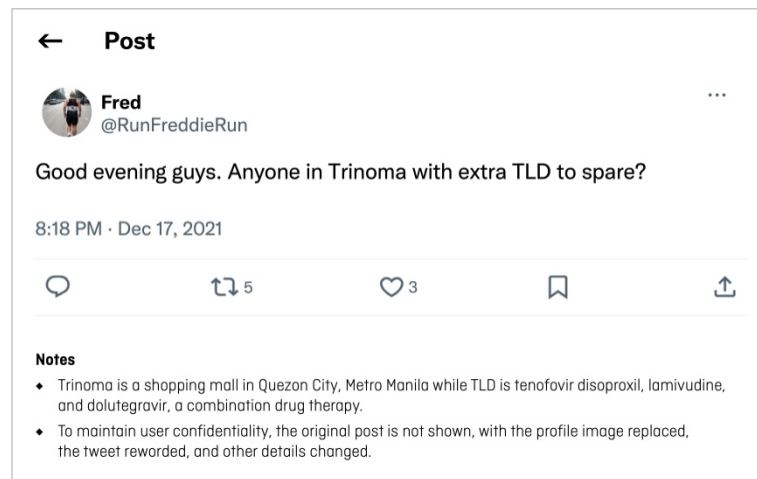 ← Post
Fred
@RunFreddieRun
Good evening guys. Anyone in Trinoma with extra TLD to spare?
8:18 PM · Dec 17, 2021
5
3
Notes
Trinoma is a shopping mall in Quezon City, Metro Manila while TLD is tenofovir disoproxil, lamivudine,
and dolutegravir, a combination drug therapy.
To maintain user confidentiality, the original post is not shown, with the profile image replaced,
the tweet reworded, and other details changed.